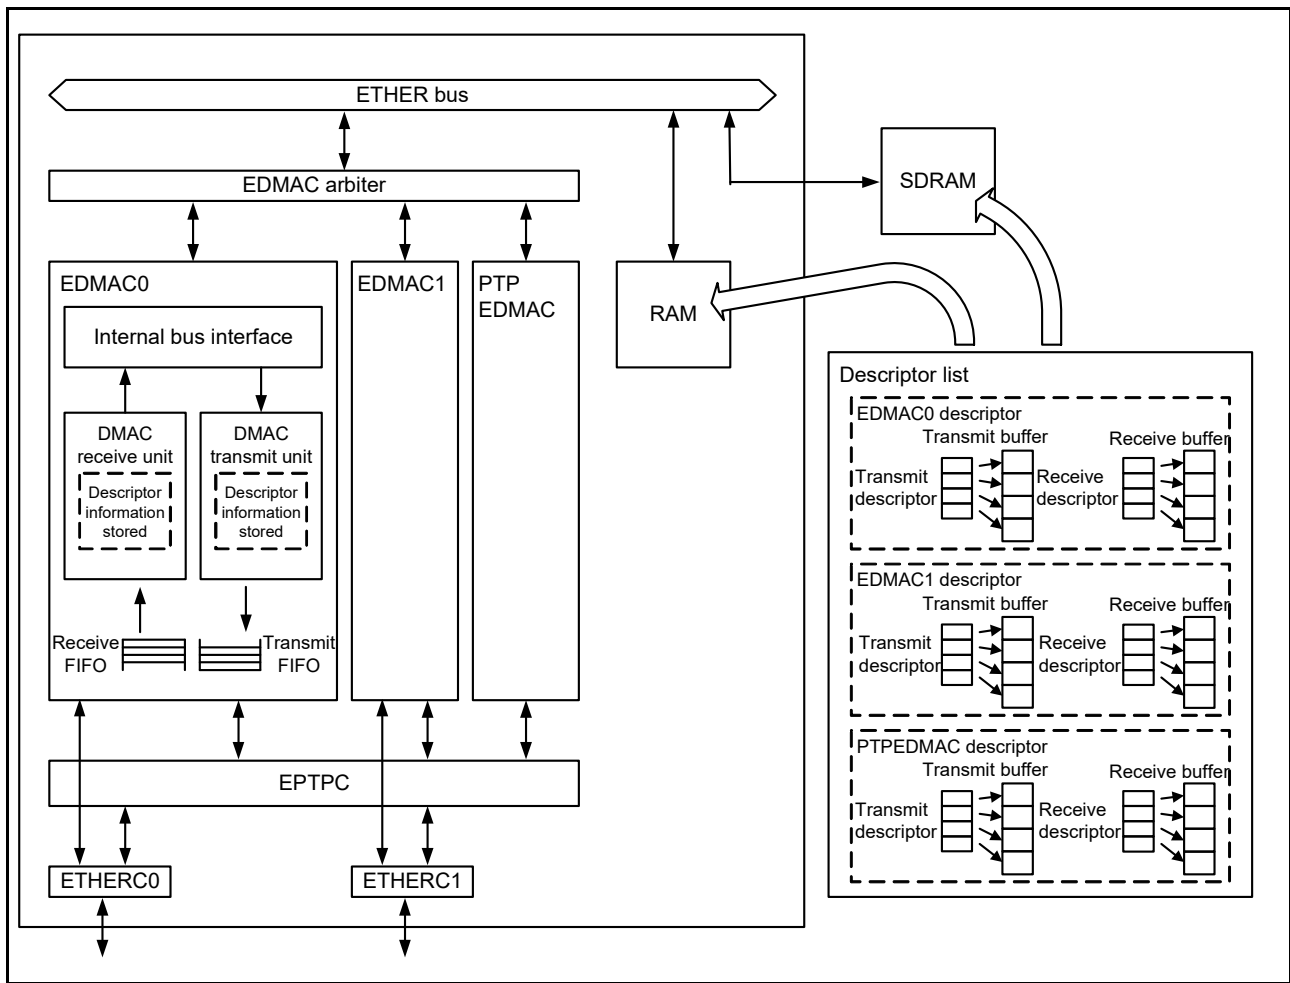 ETHER bus
EDMAC arbiter
SDRAM
EDMAC0
EDMAC1
PTP
EDMAC
RAM
Internal bus interface
DMAC
receive unit
Descriptor
information
stored
DMAC
transmit unit
Descriptor
information
stored
Receive
FIFO
Transmit
FIFO
EPTPC
ETHERC0
ETHERC1
Descriptor list
EDMAC0 descriptor
Transmit buffer
Receive buffer
Transmit
descriptor
Receive
descriptor
EDMAC1 descriptor
Transmit buffer
Receive buffer
Transmit
descriptor
Receive
descriptor
PTPEDMAC descriptor
Transmit buffer
Receive buffer
Transmit
descriptor
Receive
descriptor